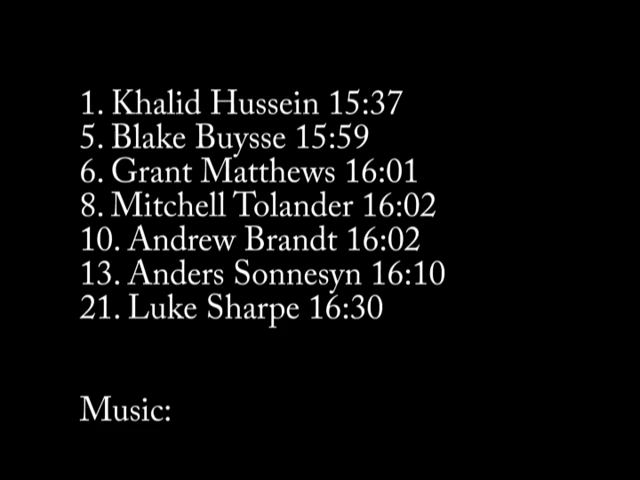 1. Khalid Hussein 15:37
5. Blake Buysse 15:59
6. Grant Matthews 16:01
8. Mitchell Tolander 16:02
10. Andrew Brandt 16:02
13. Anders Sonnesyn 16:10
21. Luke Sharpe 16:30
Music: